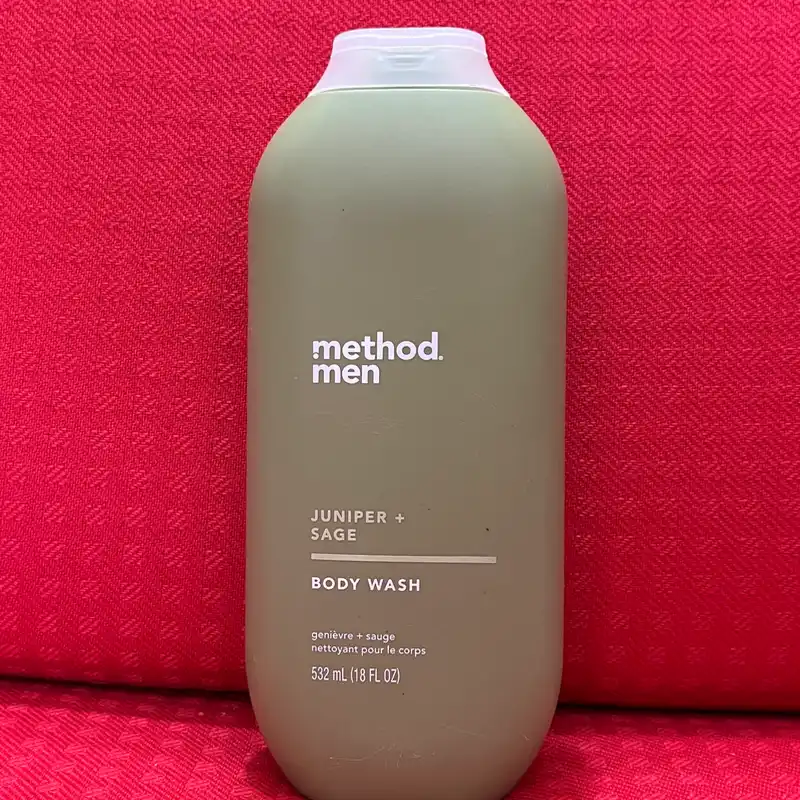 method.
men
JUNIPER +
SAGE
BODY WASH
genièvre + sauge
nettoyant pour le corps
532 mL (18 FL OZ)